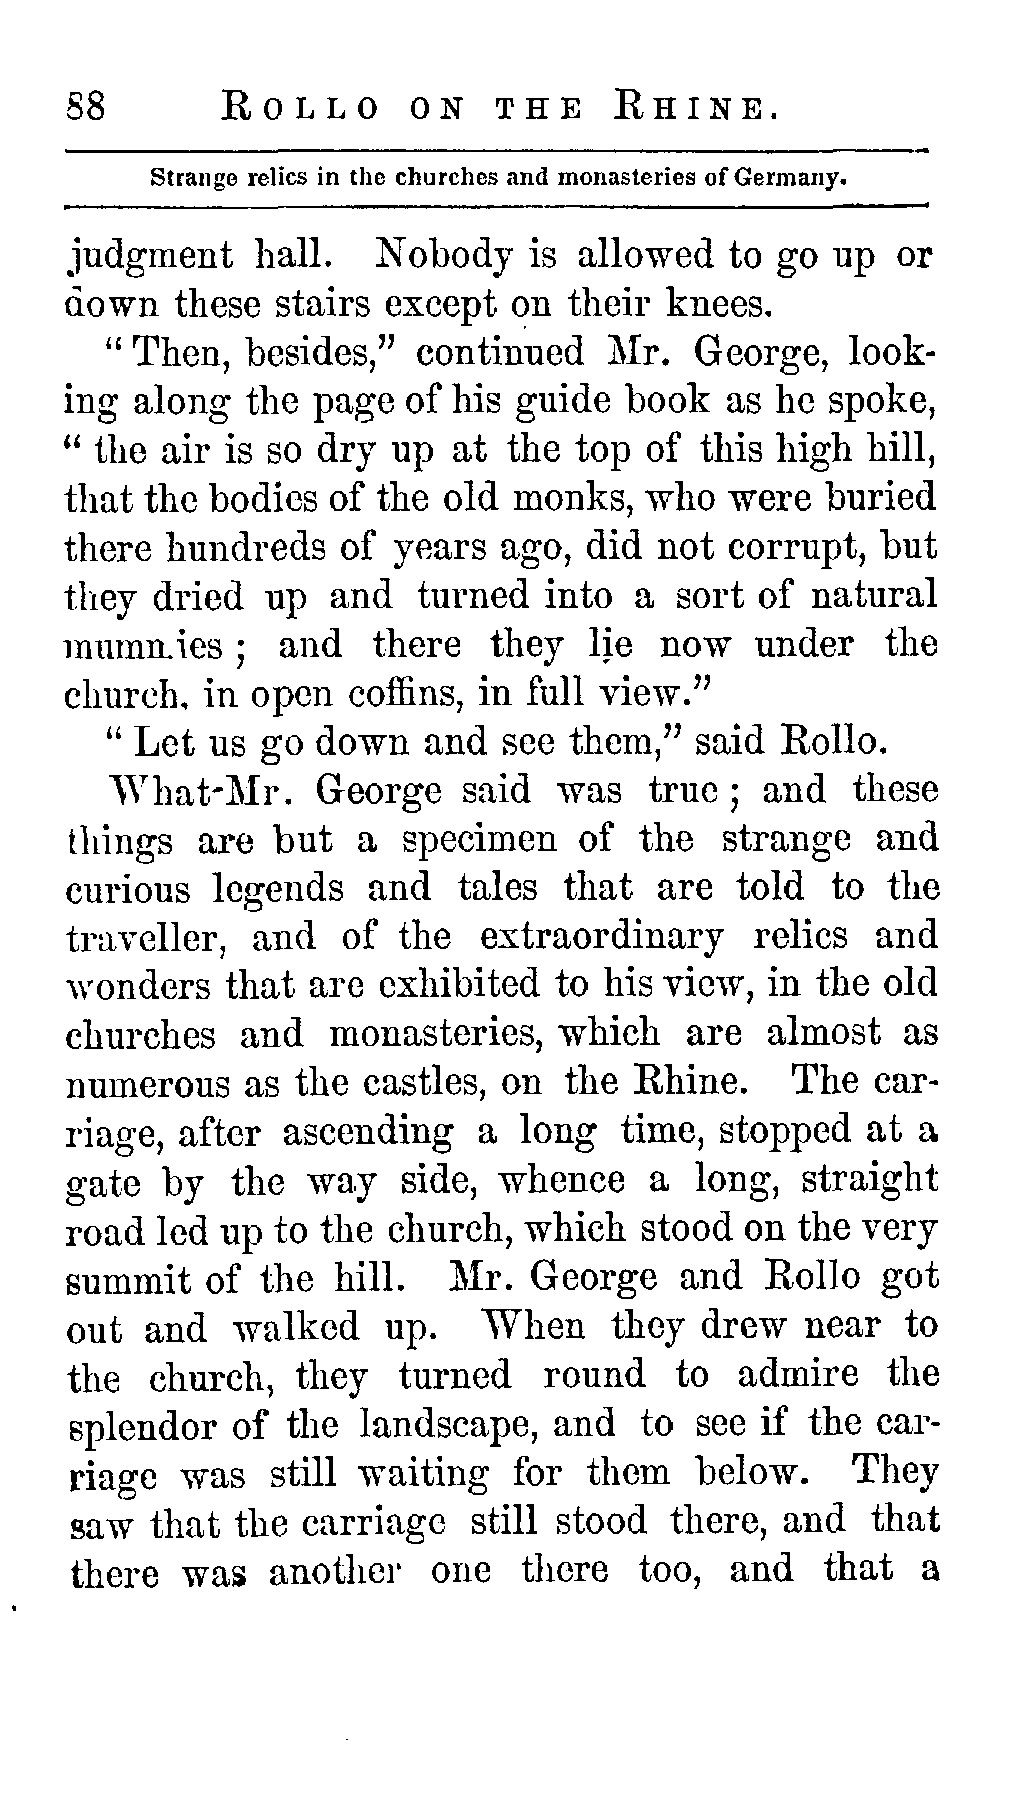 88 ROLLO ON THE RHINE.
Strange relics in the churches and monasteries of Germany.
judgment hall. Nobody is allowed to go up or
down these stairs except on their knees.
“ Then, besides,” continued Mr. George, look-
ing along the page of his guide book as he spoke,
“ the air is so dry up at the top of this high hill,
that the bodies of the old monks, who were buried
there hundreds of years ago, did not corrupt, but
they dried up and turned into a sort of natural
mummies ; and there they lie now under the
church, in open coffins, in full view.”
“ Let us go down and see them,” said Rollo.
What Mr. George said was true ; and these
things are but a specimen of the strange and
curious legends and tales that are told to the
traveller, and of the extraordinary relics and
wonders that are exhibited to his view, in the old
churches and monasteries, which are almost as
numerous as the castles, on the Rhine. The car-
riage, after ascending a long time, stopped at a
gate by the way side, whence a long, straight
road led up to the church, which stood on the very
summit of the hill. Mr. George and Rollo got
out and walked up. When they drew near to
the church, they turned round to admire the
splendor of the landscape, and to see if the car-
riage was still waiting for them below. They
saw that the carriage still stood there, and that
there was another one there too, and that a